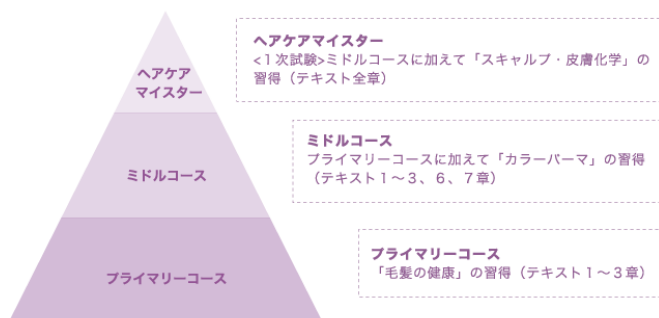 ヘアケア
マイスター
ヘアケアマイスター
<1次試験>ミドルコースに加えて「スキャルプ・皮膚化学」の
習得（テキスト全章）
ミドルコース
ミドルコース
プライマリーコースに加えて「カラーパーマ」の習得
（テキスト１〜３、６、７章）
プライマリーコース
プライマリーコース
「毛髪の健康」の習得（テキスト１〜３章）